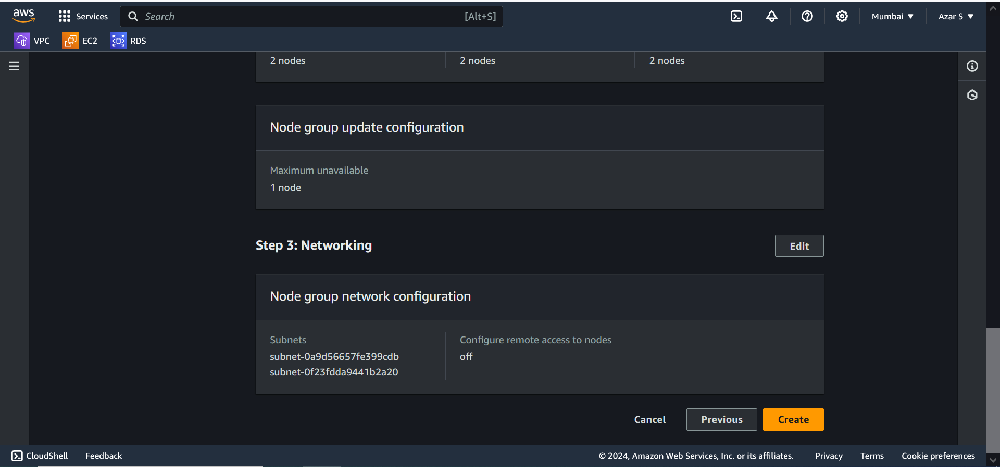 aws
Services
Search [Alt+S]
Mumbai ▼
Azar S ▼
VPC EC2 RDS
2 nodes 2 nodes 2 nodes
Node group update configuration
Maximum unavailable
1 node
Step 3: Networking
Edit
Node group network configuration
Subnets
subnet-0a9d56657fe399cdb
subnet-0f23fdda9441b2a20
Configure remote access to nodes
off
Cancel Previous Create
CloudShell Feedback © 2024, Amazon Web Services, Inc. or its affiliates. Privacy Terms Cookie preferences